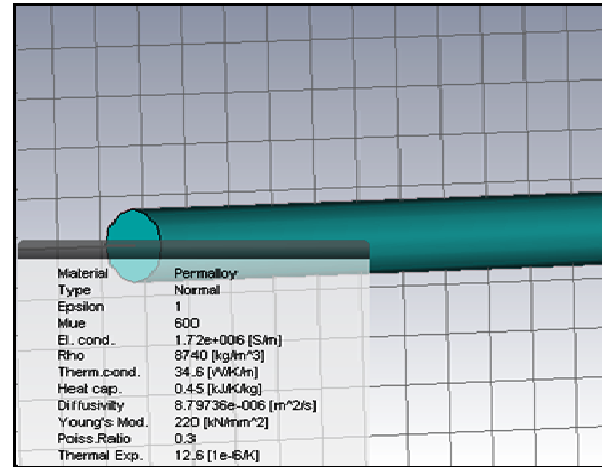 Material Permalloy
Type Normal
Epsilon 1
Mue 600
El. cond. 1.72e+006 [S/m]
Rho 8740 [kg/m^3]
Therm.cond. 34.6 [W/K/m]
Heat cap. 0.45 [kJ/K/kg]
Diffusivity 8.79736e-006 [m^2/s]
Young's Mod. 220 [kN/mm^2]
Poiss.Ratio 0.3
Thermal Exp. 12.6 [1e-6/K]